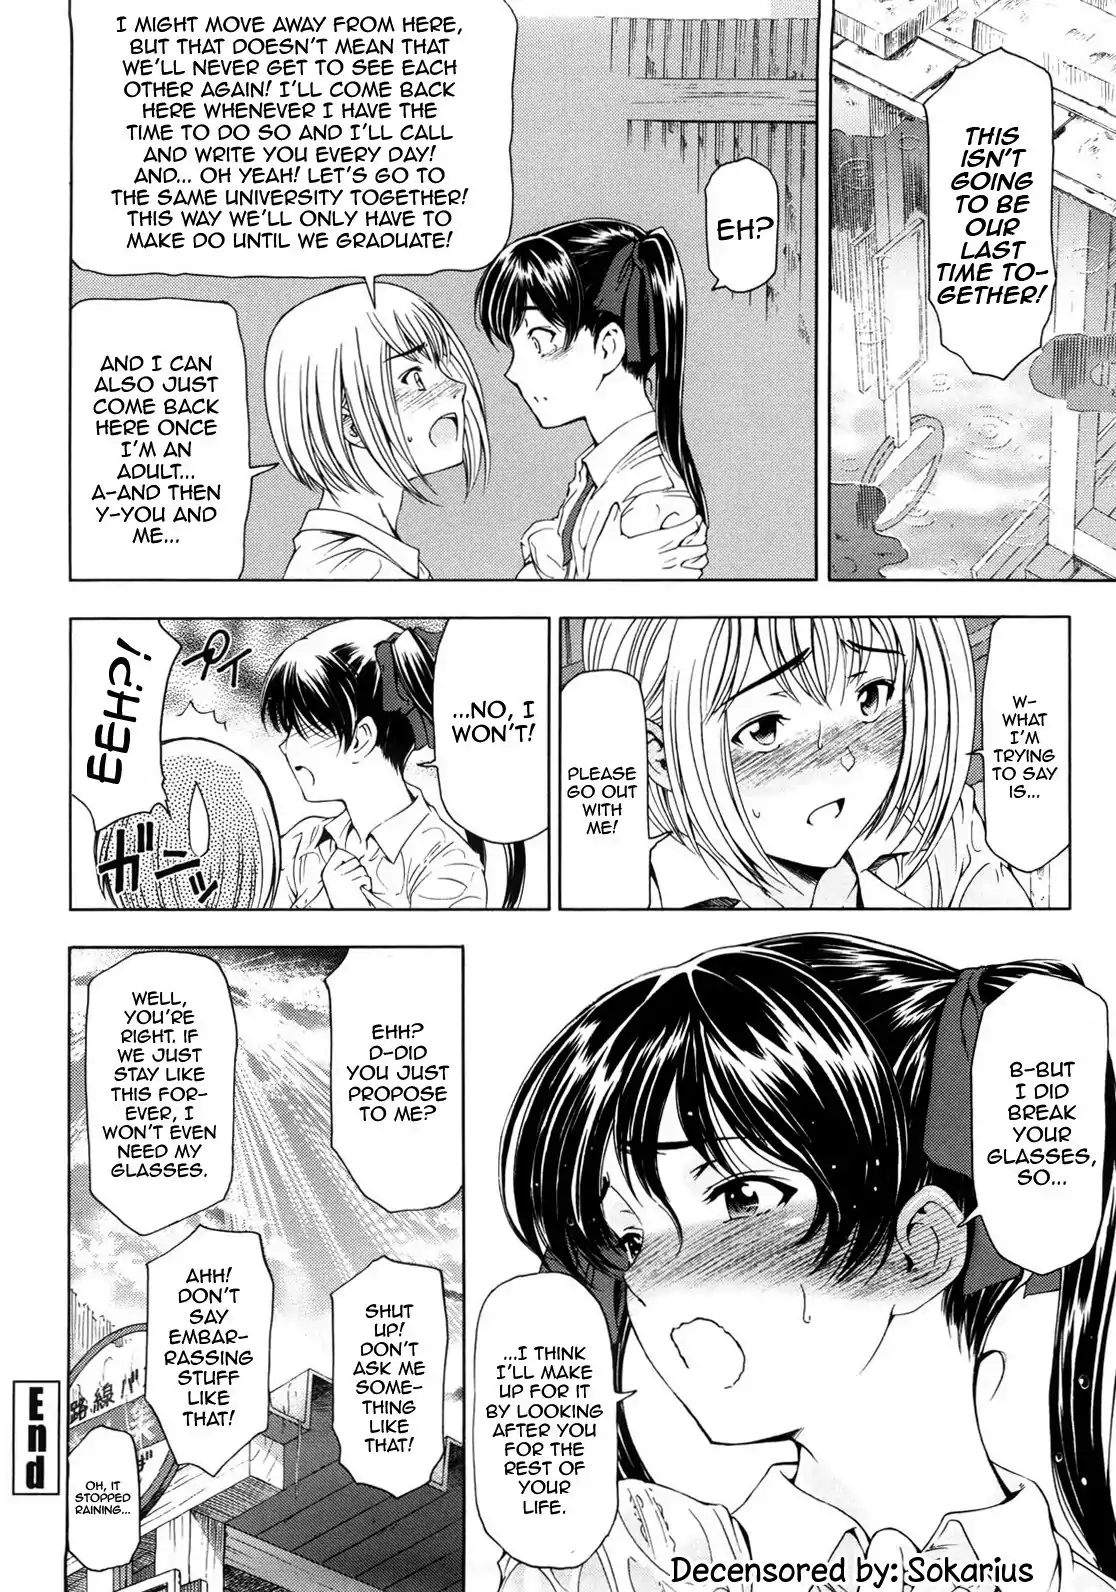 THIS
ISN'T
GOING
TO BE
OUR
LAST
TIME TO-
GETHER!
EH?
I MIGHT MOVE AWAY FROM HERE,
BUT THAT DOESN'T MEAN THAT
WE'LL NEVER GET TO SEE EACH
OTHER AGAIN! I'LL COME BACK
HERE WHENEVER I HAVE THE
TIME TO DO SO AND I'LL CALL
AND WRITE YOU EVERY DAY!
AND... OH YEAH! LET'S GO TO
THE SAME UNIVERSITY TOGETHER!
THIS WAY WE'LL ONLY HAVE TO
MAKE DO UNTIL WE GRADUATE!
AND I CAN
ALSO JUST
COME BACK
HERE ONCE
I'M AN
ADULT...
A-AND THEN
Y-YOU AND
ME...
W-
WHAT
I'M
TRYING
TO SAY
IS...
PLEASE
GO OUT
WITH
ME!
...NO, I
WON'T!
EEH?!
ガーンッ
B-BUT
I DID
BREAK
YOUR
GLASSES,
SO...
...I THINK
I'LL MAKE
UP FOR IT
BY LOOKING
AFTER YOU
FOR THE
REST OF
YOUR
LIFE.
EHH?
D-DID
YOU JUST
PROPOSE
TO ME?
SHUT
UP!
DON'T
ASK ME
SOME-
THING
LIKE
THAT!
WELL,
YOU'RE
RIGHT. IF
WE JUST
STAY LIKE
THIS FOR-
EVER, I
WON'T EVEN
NEED MY
GLASSES.
AHH!
DON'T
SAY
EMBAR-
RASSING
STUFF
LIKE
THAT!
OH, IT
STOPPED
RAINING...
End
Decensored by: Sokarius